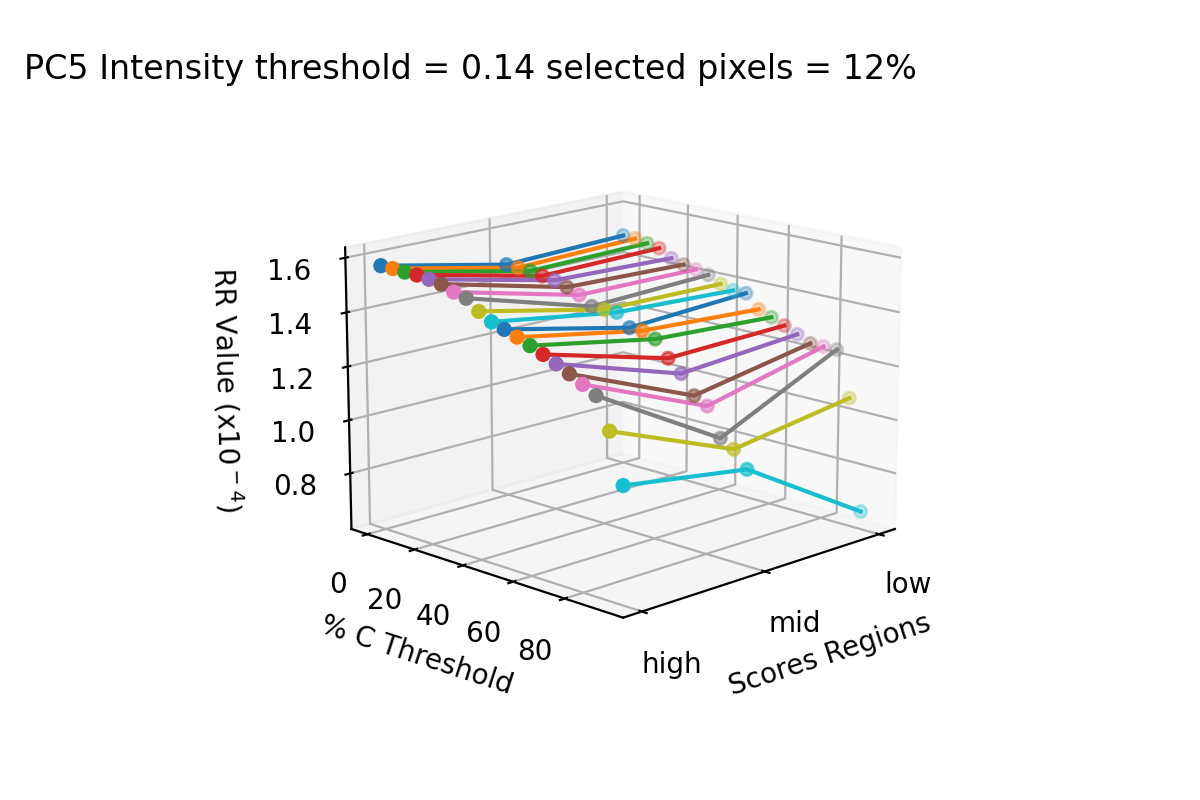 PC5 Intensity threshold = 0.14 selected pixels = 12%
1.6
1.4
1.2
1.0
0.8
RR Value (x10⁻⁴)
0
20
40
60
80
% C Threshold
high
mid
low
Scores Regions